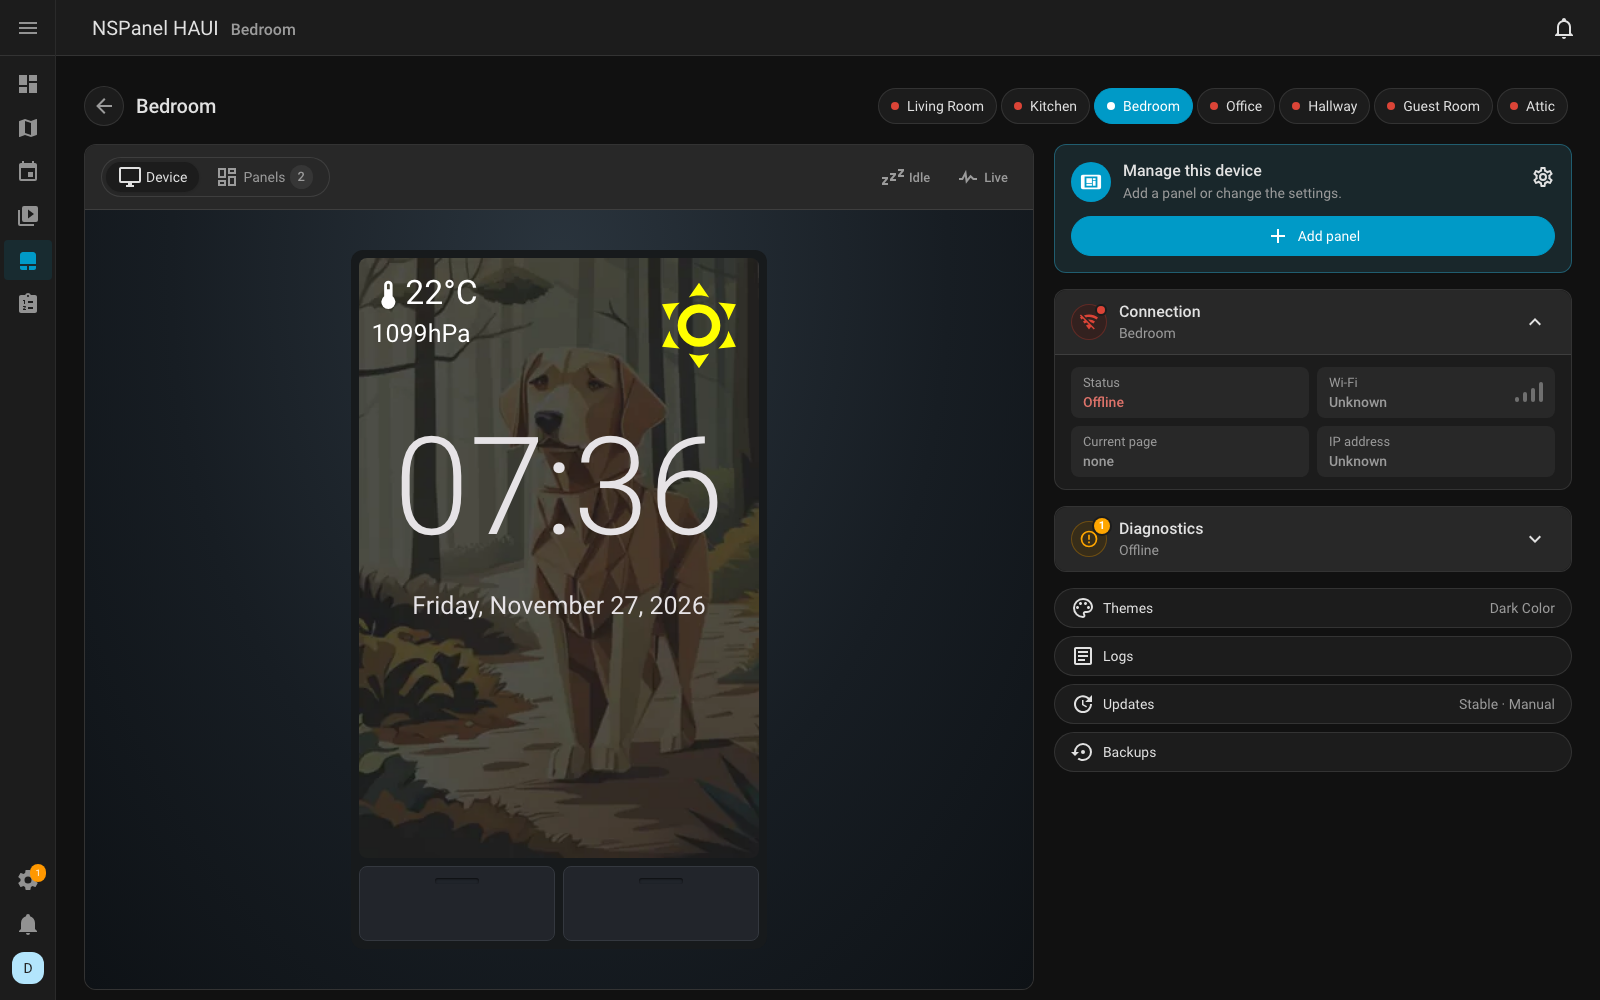 NSPanel HAUI Bedroom
Bedroom
Living Room
Kitchen
Bedroom
Office
Hallway
Guest Room
Attic
Device
Panels 2
Idle
Live
22°C
1099hPa
07:36
Friday, November 27, 2026
Manage this device
Add a panel or change the settings.
Add panel
Connection
Bedroom
Status
Offline
Wi-Fi
Unknown
Current page
none
IP address
Unknown
1
Diagnostics
Offline
Themes Dark Color
Logs
Updates Stable · Manual
Backups
1
D